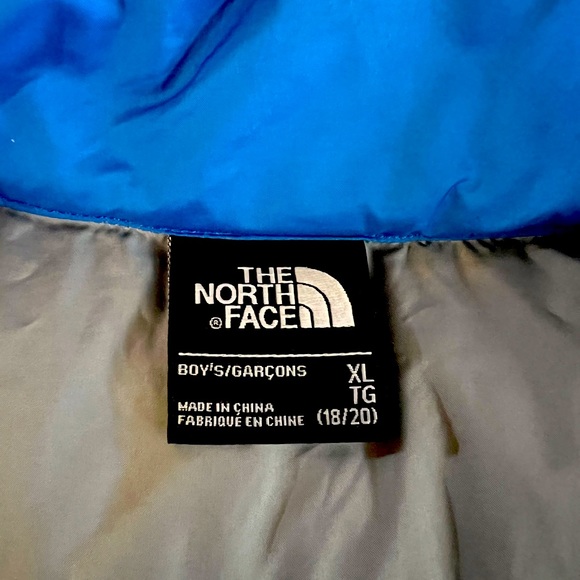 THE
NORTH
® FACE
BOY'S/GARÇONS XL
TG
MADE IN CHINA
FABRIQUÉ EN CHINE (18/20)